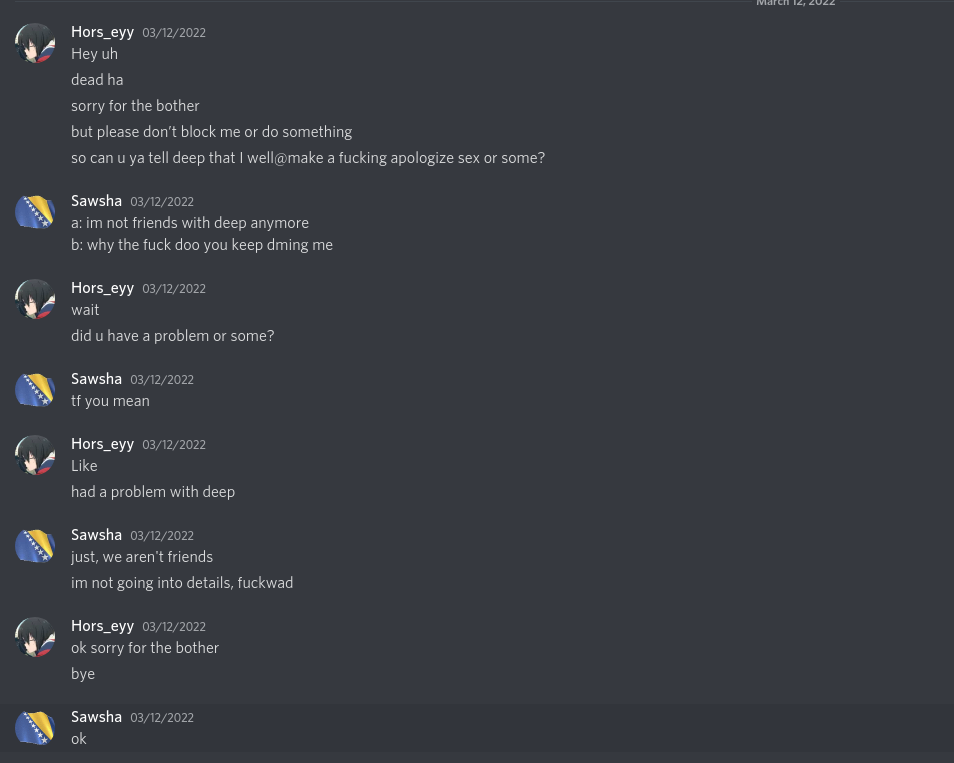 March 12, 2022
Hors_eyy 03/12/2022
Hey uh
dead ha
sorry for the bother
but please don't block me or do something
so can u ya tell deep that I well@make a fucking apologize sex or some?
Sawsha 03/12/2022
a: im not friends with deep anymore
b: why the fuck doo you keep dming me
Hors_eyy 03/12/2022
wait
did u have a problem or some?
Sawsha 03/12/2022
tf you mean
Hors_eyy 03/12/2022
Like
had a problem with deep
Sawsha 03/12/2022
just, we aren't friends
im not going into details, fuckwad
Hors_eyy 03/12/2022
ok sorry for the bother
bye
Sawsha 03/12/2022
ok